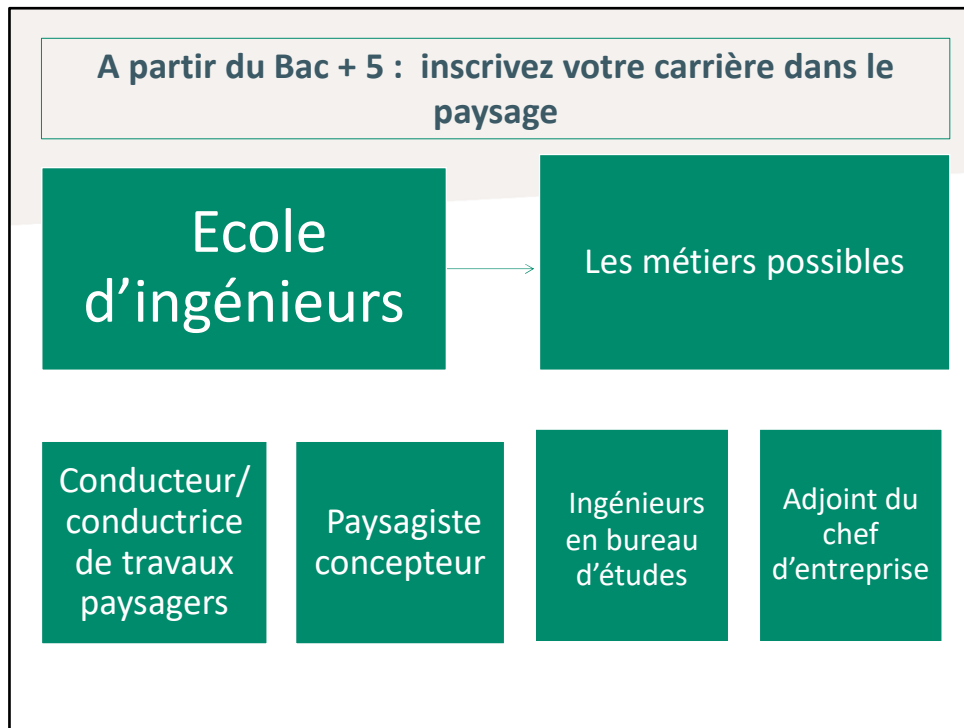 A partir du Bac + 5 :  inscrivez votre carrière dans le
paysage
Ecole
d’ingénieurs
Les métiers possibles
Conducteur/
conductrice
de travaux
paysagers
Paysagiste
concepteur
Ingénieurs
en bureau
d’études
Adjoint du
chef
d’entreprise